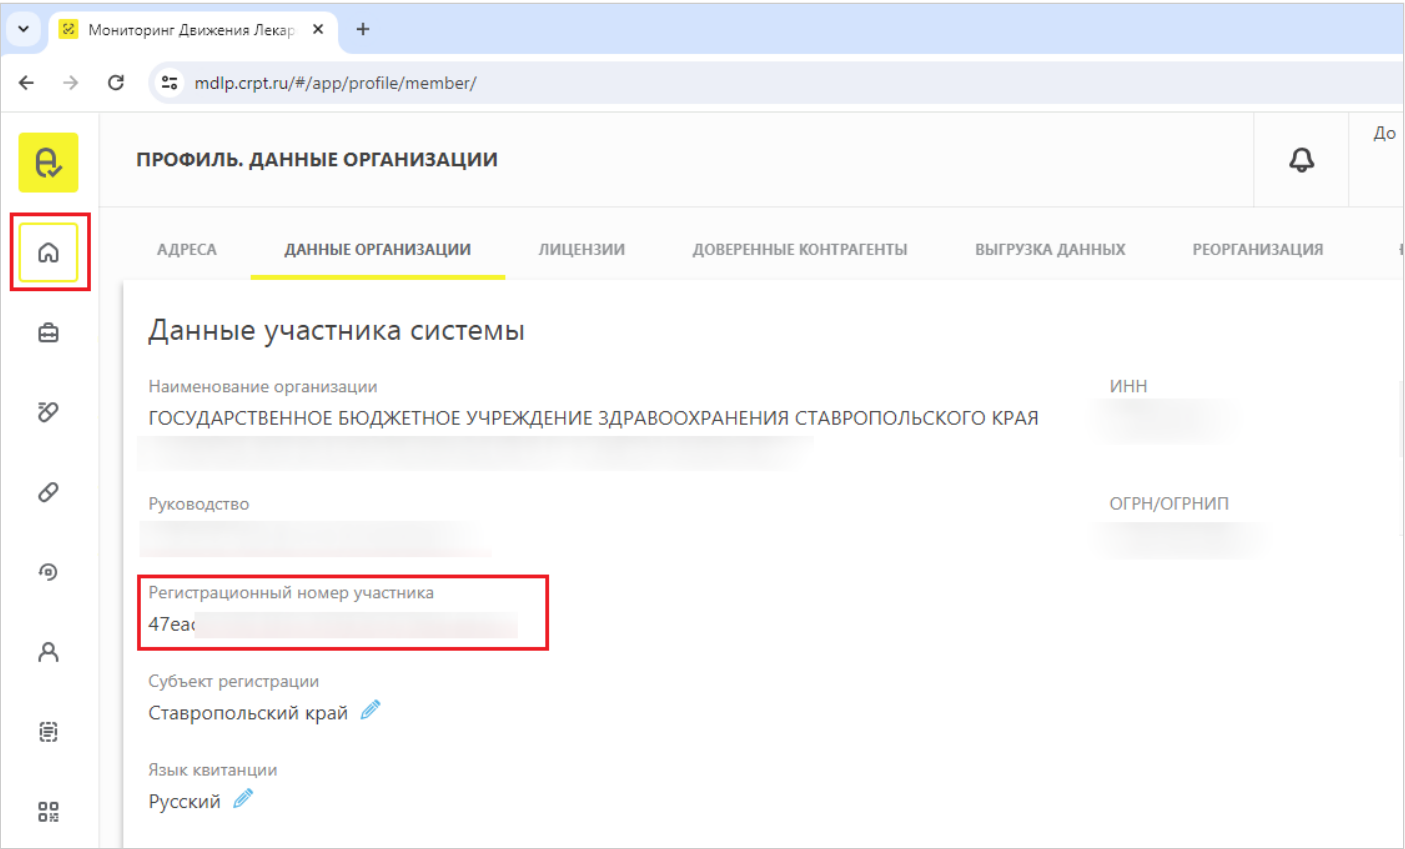 Мониторинг Движения Лекар
mdlp.crpt.ru/#/app/profile/member/
ПРОФИЛЬ. ДАННЫЕ ОРГАНИЗАЦИИ
До
АДРЕСА ДАННЫЕ ОРГАНИЗАЦИИ ЛИЦЕНЗИИ ДОВЕРЕННЫЕ КОНТРАГЕНТЫ ВЫГРУЗКА ДАННЫХ РЕОРГАНИЗАЦИЯ
Данные участника системы
Наименование организации ИНН
ГОСУДАРСТВЕННОЕ БЮДЖЕТНОЕ УЧРЕЖДЕНИЕ ЗДРАВООХРАНЕНИЯ СТАВРОПОЛЬСКОГО КРАЯ
Руководство ОГРН/ОГРНИП
Регистрационный номер участника
47ea
Субъект регистрации
Ставропольский край
Язык квитанции
Русский